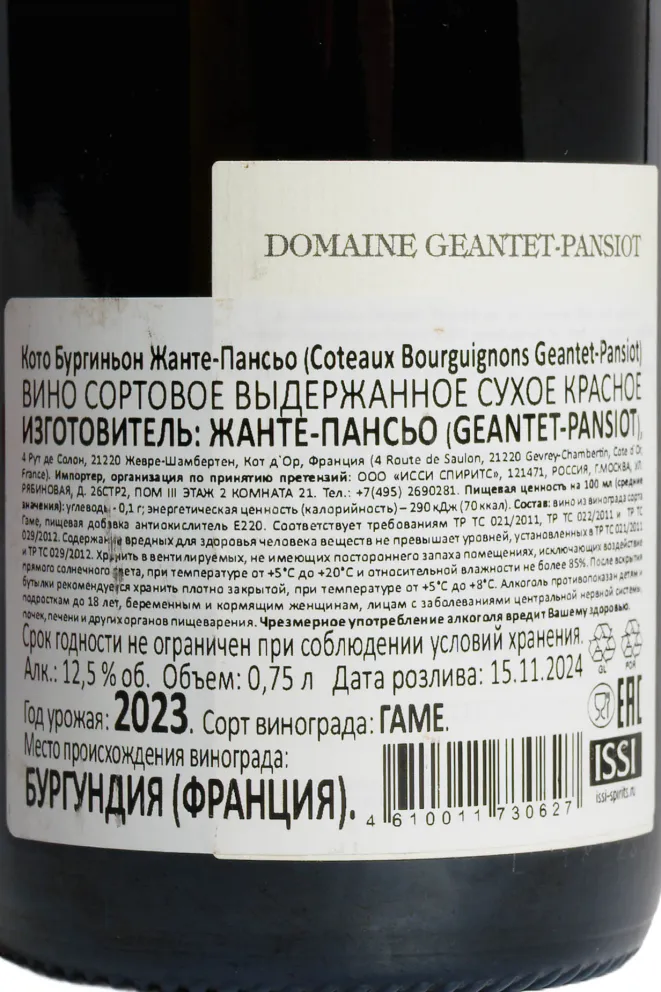 DOMAINE GEANTET-PANSIOT
Кото Бургиньон Жанте-Пансьо (Coteaux Bourguignons Geantet-Pansiot)
ВИНО СОРТОВОЕ ВЫДЕРЖАННОЕ СУХОЕ КРАСНОЕ
ИЗГОТОВИТЕЛЬ: ЖАНТЕ-ПАНСЬО (GEANTET-PANSIOT),
4 Рут де Солон, 21220 Жевре-Шамбертен, Кот д'Ор, Франция (4 Route de Saulon, 21220 Gevrey-Chambertin, Cote d'Or,
France). Импортер, организация по принятию претензий: ООО «ИССИ СПИРИТС», 121471, РОССИЯ, Г.МОСКВА, УЛ.
РЯБИНОВАЯ, Д. 26СТР2, ПОМ III ЭТАЖ 2 КОМНАТА 21. Тел.: +7(495) 2690281. Пищевая ценность на 100 мл (средние
значения): углеводы - 0,1 г; энергетическая ценность (калорийность) – 290 кДж (70 ккал). Состав: вино из винограда сорта
Гаме, пищевая добавка антиокислитель Е220. Соответствует требованиям ТР ТС 021/2011, ТР ТС 022/2011 и ТР ТС
029/2012. Содержание вредных для здоровья человека веществ не превышает уровней, установленных в ТР ТС 021/2011
и ТР ТС 029/2012. Хранить в вентилируемых, не имеющих постороннего запаха помещениях, исключающих воздействие
прямого солнечного света, при температуре от +5°С до +20°С и относительной влажности не более 85%. После вскрытия
бутылки рекомендуется хранить плотно закрытой, при температуре от +5°С до +8°С. Алкоголь противопоказан детям и
подросткам до 18 лет, беременным и кормящим женщинам, лицам с заболеваниями центральной нервной системы,
почек, печени и других органов пищеварения. Чрезмерное употребление алкоголя вредит Вашему здоровью.
Срок годности не ограничен при соблюдении условий хранения.
Алк.: 12,5 % об. Объем: 0,75 л Дата розлива: 15.11.2024
GL
Год урожая: 2023. Сорт винограда: ГАМЕ.
EAC
Место происхождения винограда:
БУРГУНДИЯ (ФРАНЦИЯ).
4 610011 730627
ISSI
issi-spirits.ru